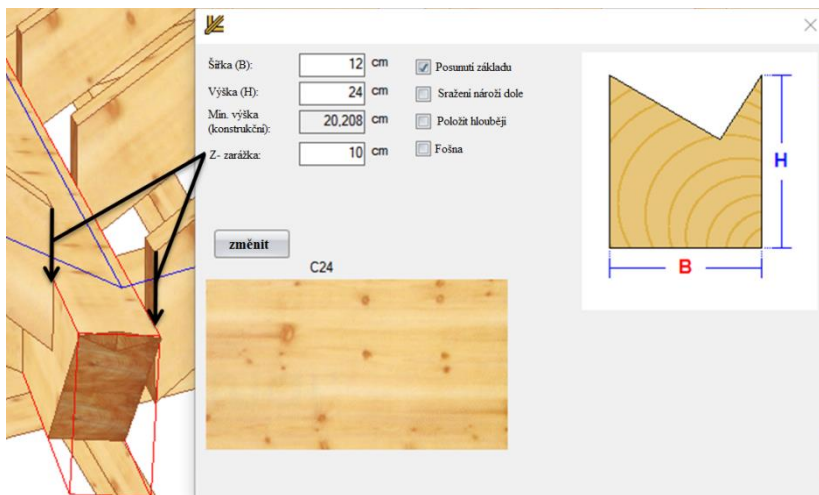 Šířka (B): 12 cm
Posunutí základu
Výška (H): 24 cm
Sražení nároží dole
Min. výška
(konstrukční): 20,208 cm
Položit hlouběji
Z- zarážka: 10 cm
Fošna
H
B
změnit
C24